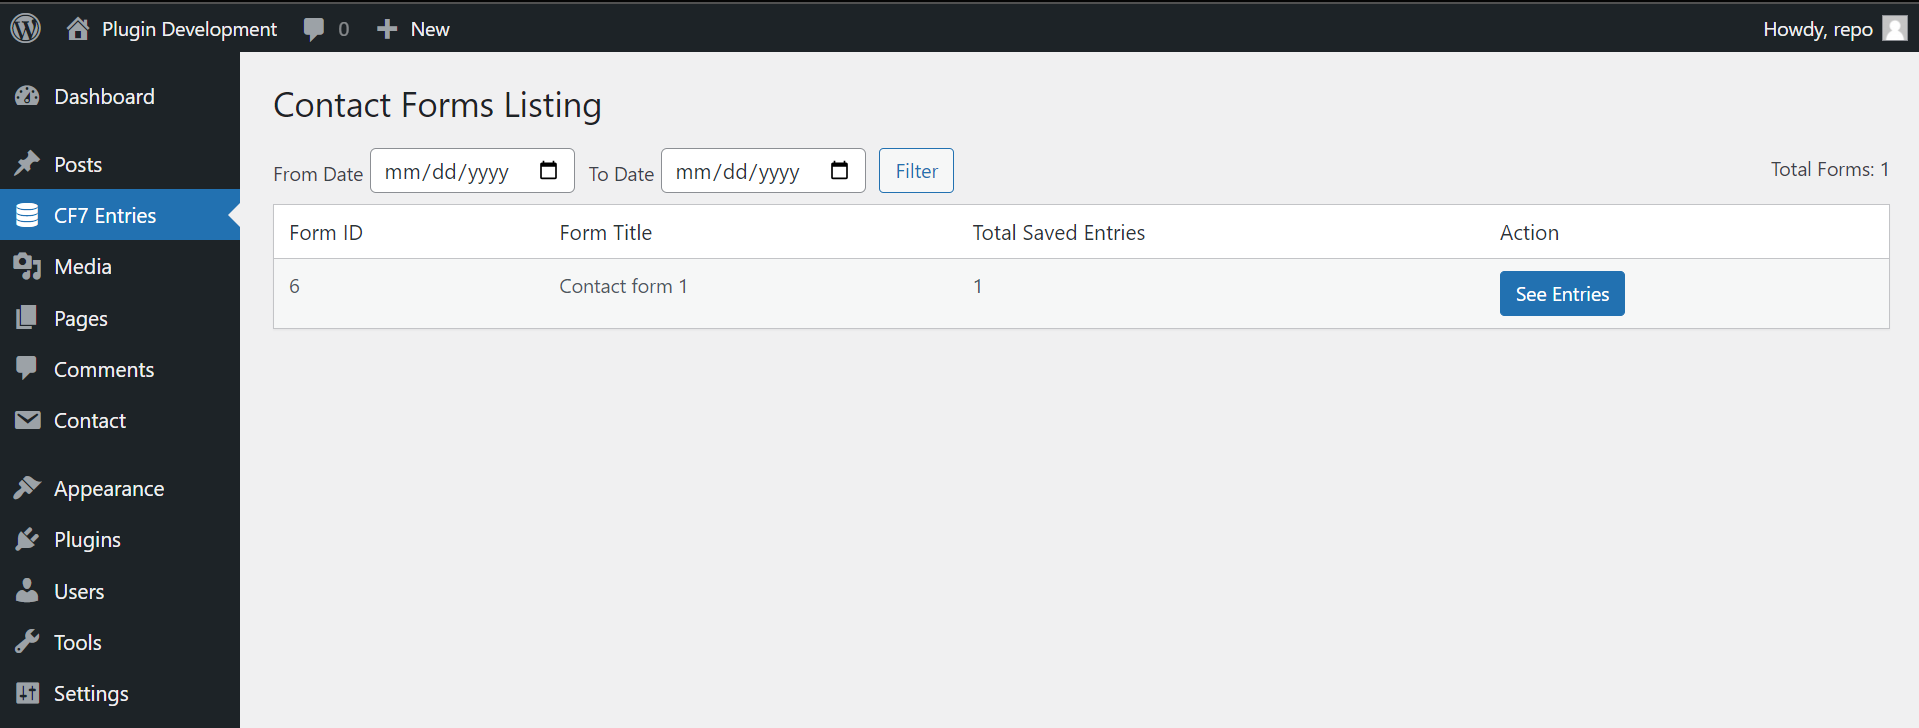 Plugin Development 0 New Howdy, repo
Dashboard
Posts
CF7 Entries
Media
Pages
Comments
Contact
Appearance
Plugins
Users
Tools
Settings
Contact Forms Listing
From Date mm/dd/yyyy To Date mm/dd/yyyy Filter Total Forms: 1
Form ID Form Title Total Saved Entries Action
6 Contact form 1 1 See Entries